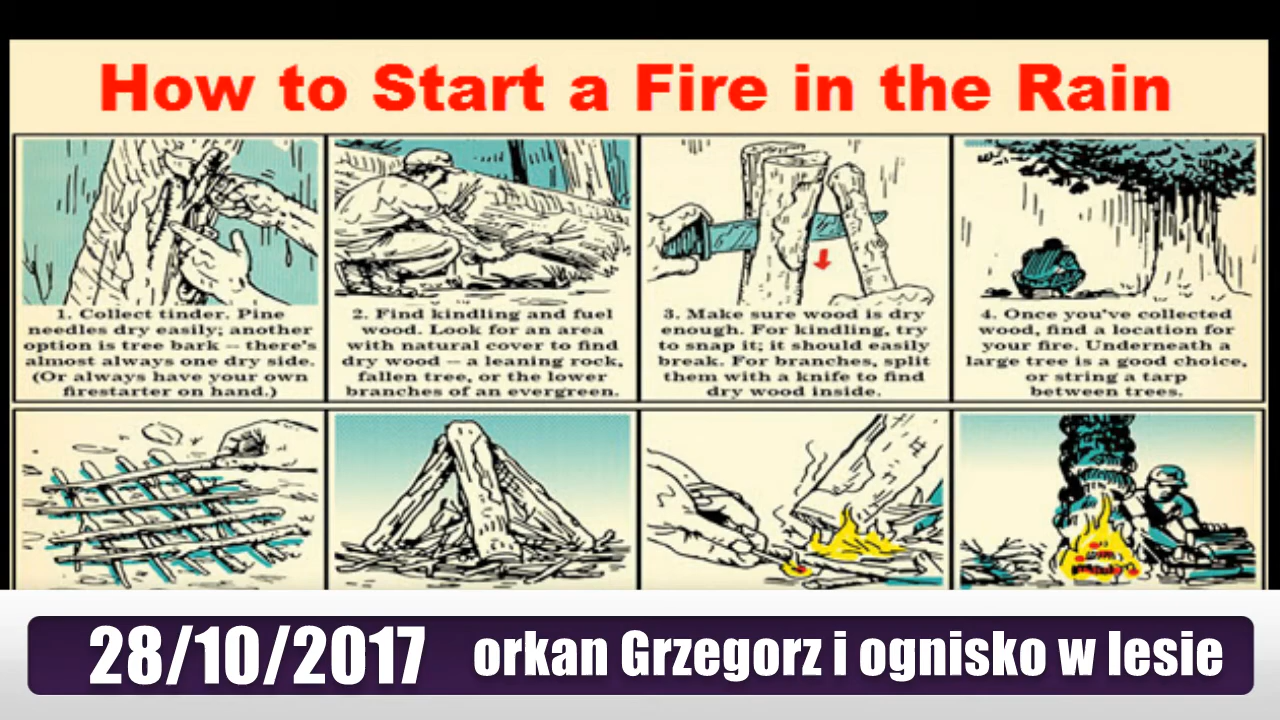 How to Start a Fire in the Rain
1. Collect tinder. Pine
needles dry easily; another
option is tree bark — there's
almost always one dry side.
(Or always have your own
firestarter on hand.)
2. Find kindling and fuel
wood. Look for an area
with natural cover to find
dry wood — a leaning rock,
fallen tree, or the lower
branches of an evergreen.
3. Make sure wood is dry
enough. For kindling, try
to snap it; it should easily
break. For branches, split
them with a knife to find
dry wood inside.
4. Once you've collected
wood, find a location for
your fire. Underneath a
large tree is a good choice,
or string a tarp
between trees.
28/10/2017 orkan Grzegorz i ognisko w lesie